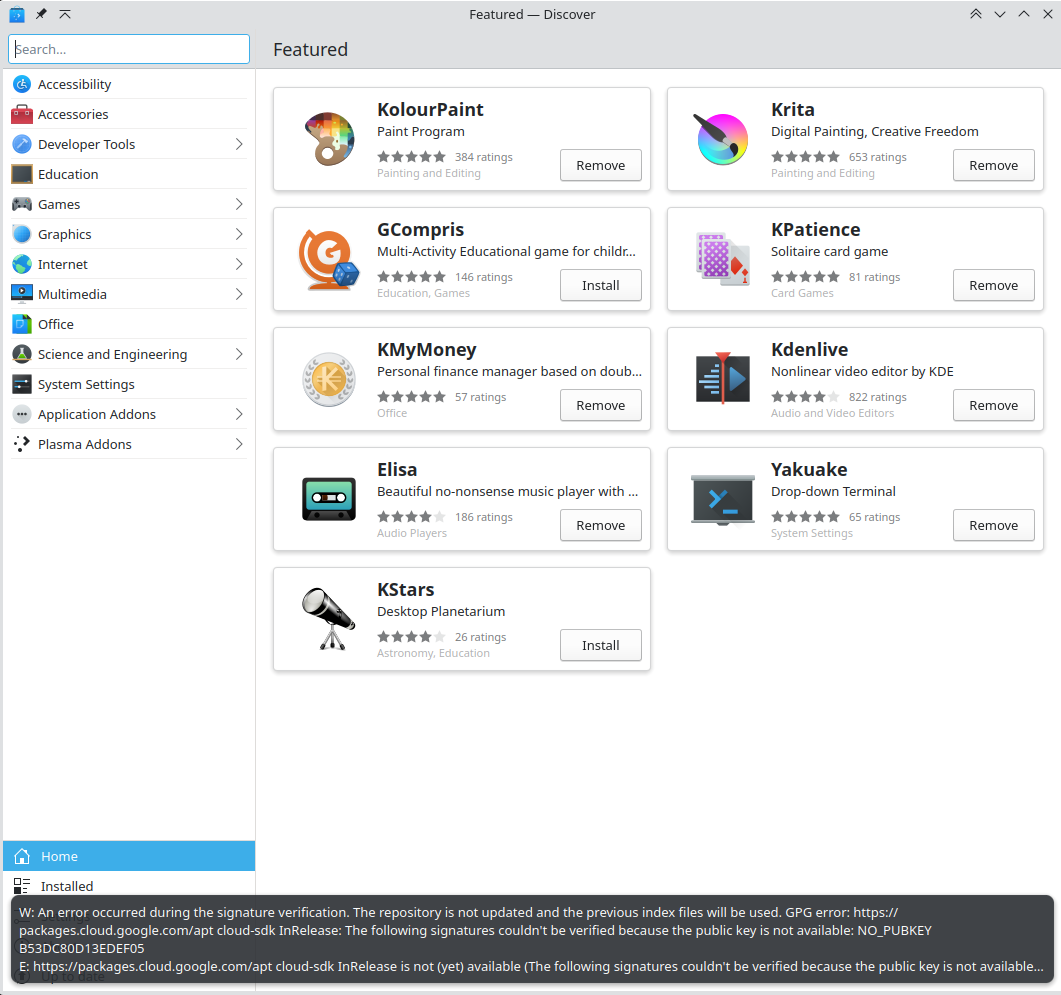 Featured — Discover
Search...
Featured
Accessibility
Accessories
Developer Tools
Education
Games
Graphics
Internet
Multimedia
Office
Science and Engineering
System Settings
Application Addons
Plasma Addons
KolourPaint
Paint Program
384 ratings
Painting and Editing
Remove
Krita
Digital Painting, Creative Freedom
653 ratings
Painting and Editing
Remove
GCompris
Multi-Activity Educational game for childr...
146 ratings
Education, Games
Install
KPatience
Solitaire card game
81 ratings
Card Games
Remove
KMyMoney
Personal finance manager based on doub...
57 ratings
Office
Remove
Kdenlive
Nonlinear video editor by KDE
822 ratings
Audio and Video Editors
Remove
Elisa
Beautiful no-nonsense music player with ...
186 ratings
Audio Players
Remove
Yakuake
Drop-down Terminal
65 ratings
System Settings
Remove
KStars
Desktop Planetarium
26 ratings
Astronomy, Education
Install
Home
Installed
W: An error occurred during the signature verification. The repository is not updated and the previous index files will be used. GPG error: https://
packages.cloud.google.com/apt cloud-sdk InRelease: The following signatures couldn't be verified because the public key is not available: NO_PUBKEY
B53DC80D13EDEF05
E: https://packages.cloud.google.com/apt cloud-sdk InRelease is not (yet) available (The following signatures couldn't be verified because the public key is not available...